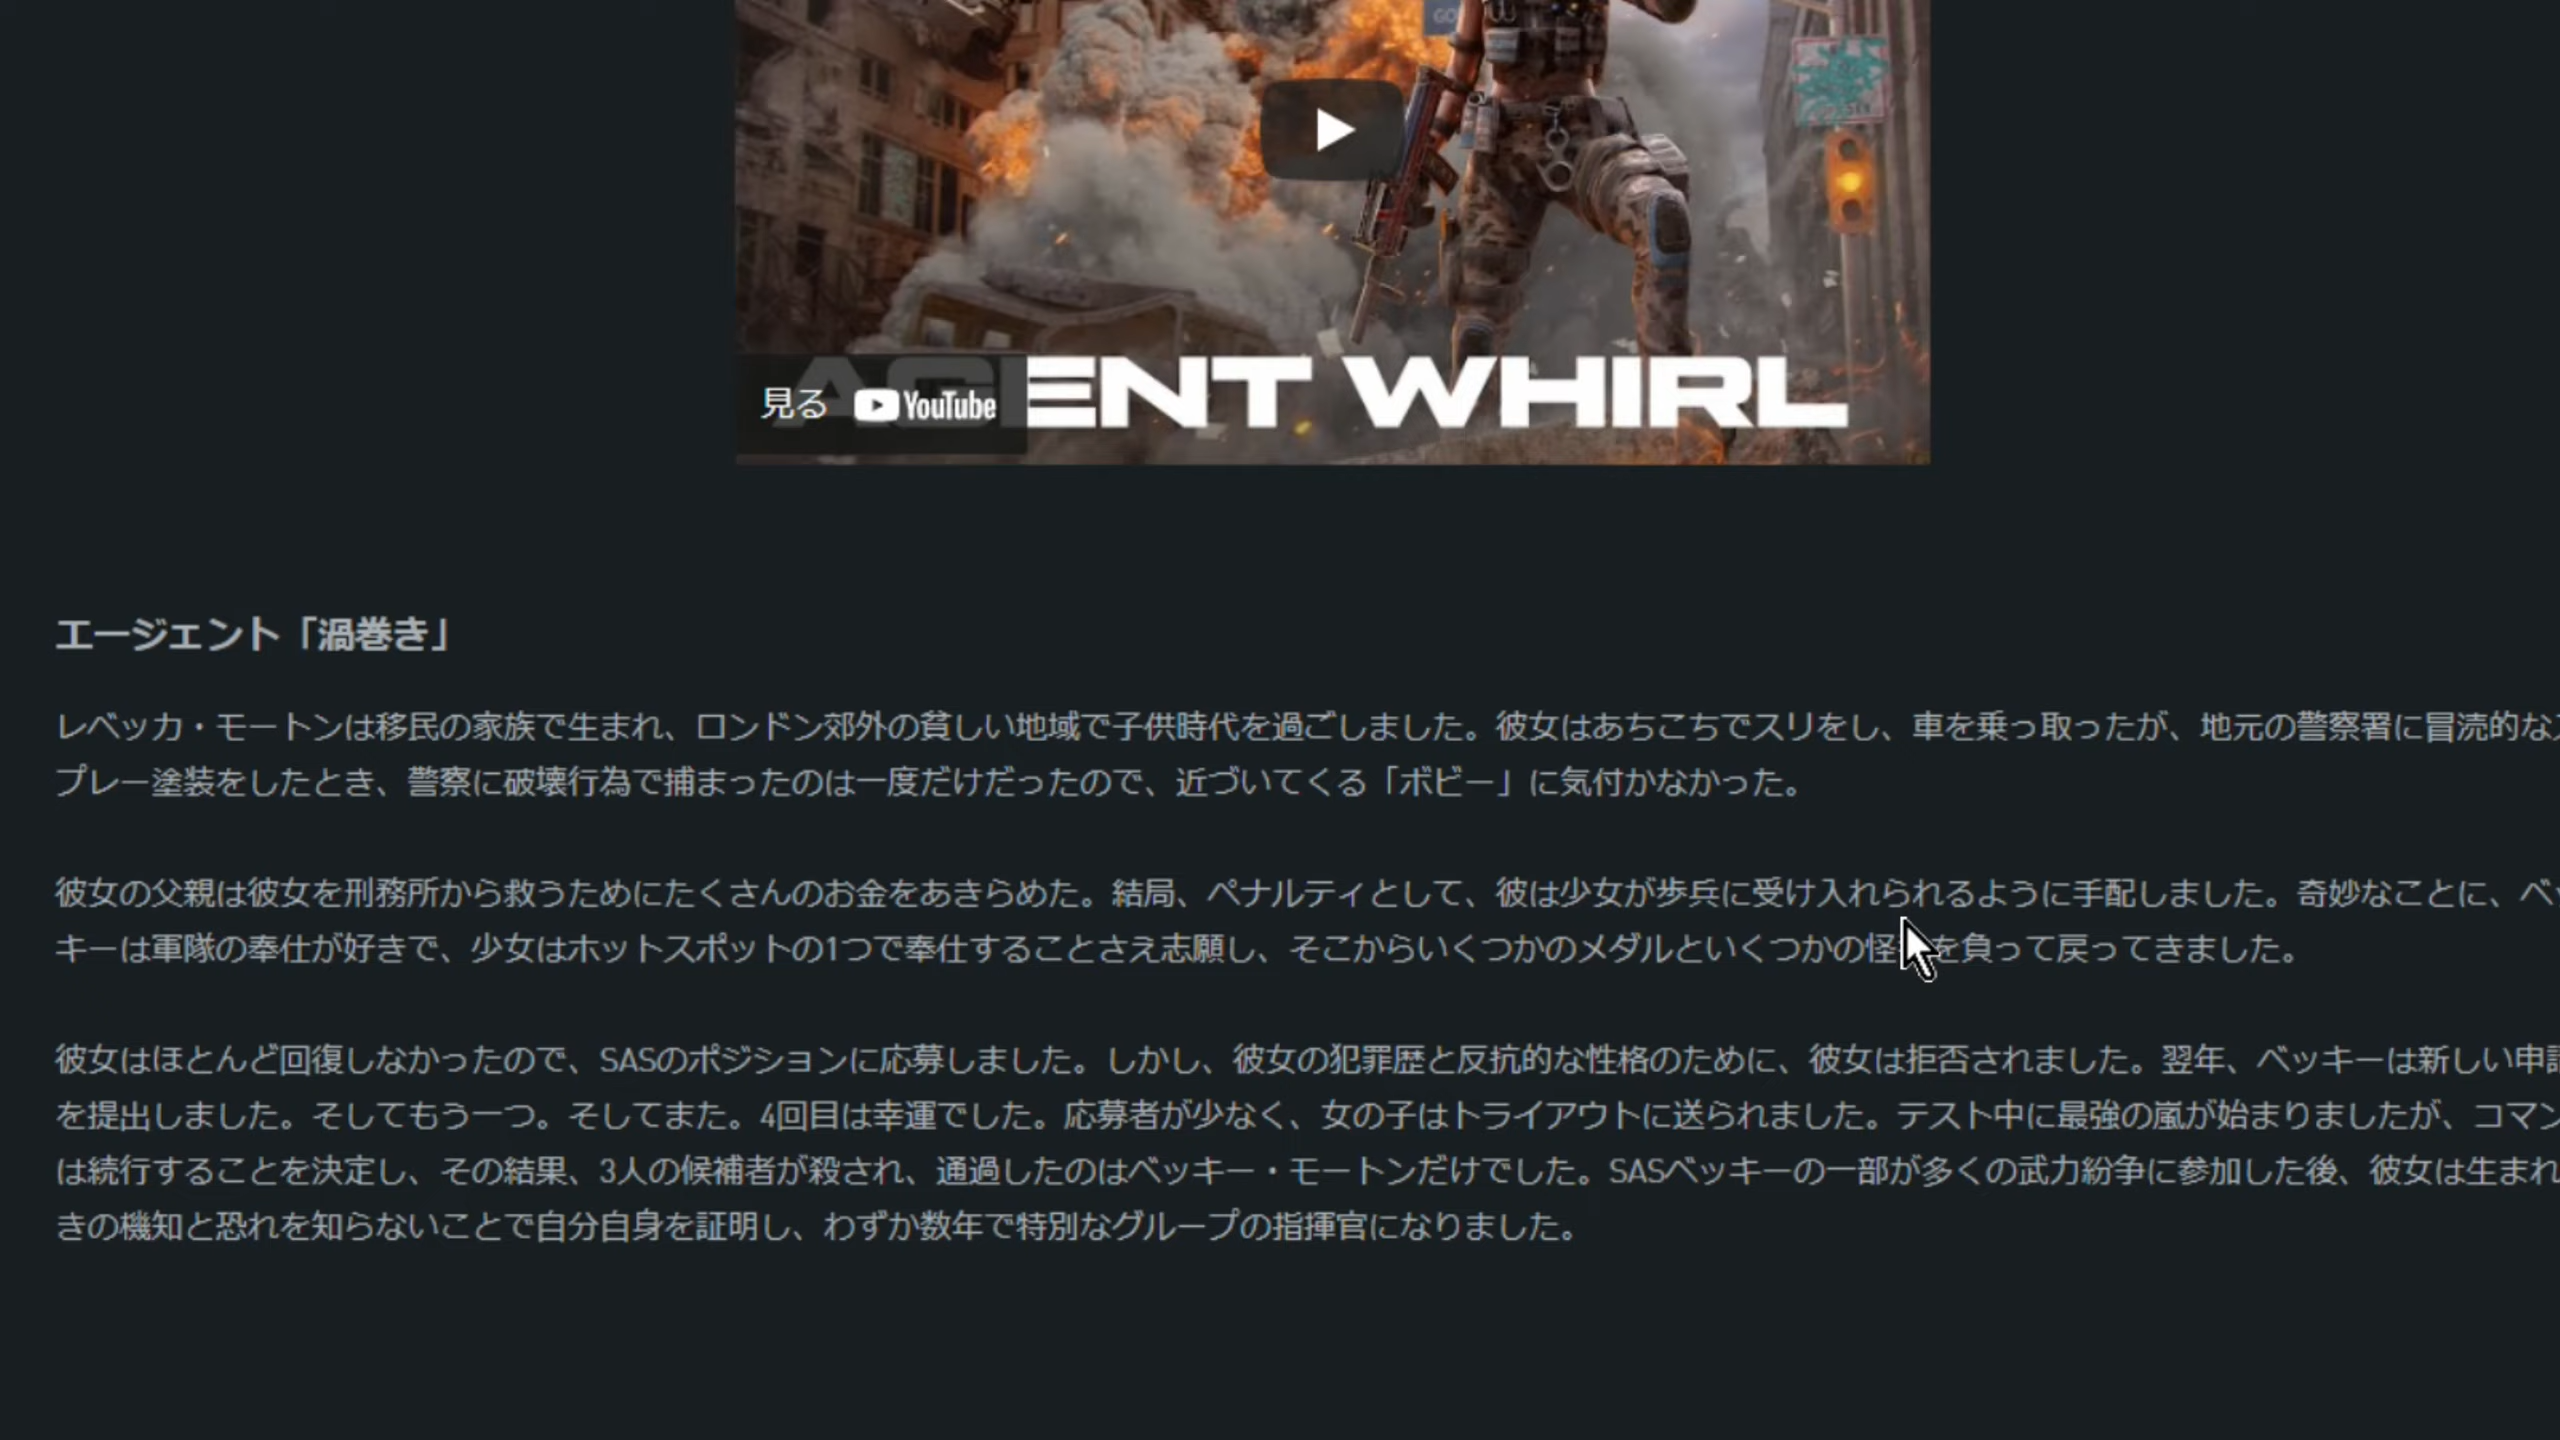 GO
AGENT WHIRL
見る YouTube
エージェント「渦巻き」
レベッカ・モートンは移民の家族で生まれ、ロンドン郊外の貧しい地域で子供時代を過ごしました。彼女はあちこちでスリをし、車を乗っ取ったが、地元の警察署に冒涜的な
プレー塗装をしたとき、警察に破壊行為で捕まったのは一度だけだったので、近づいてくる「ボビー」に気付かなかった。
彼女の父親は彼女を刑務所から救うためにたくさんのお金をあきらめた。結局、ペナルティとして、彼は少女が歩兵に受け入れられるように手配しました。奇妙なことに、ベッ
キーは軍隊の奉仕が好きで、少女はホットスポットの1つで奉仕することさえ志願し、そこからいくつかのメダルといくつかの怪を負って戻ってきました。
彼女はほとんど回復しなかったので、SASのポジションに応募しました。しかし、彼女の犯罪歴と反抗的な性格のために、彼女は拒否されました。翌年、ベッキーは新しい申
を提出しました。そしてもう一つ。そしてまた。4回目は幸運でした。応募者が少なく、女の子はトライアウトに送られました。テスト中に最強の嵐が始まりましたが、コマン
は続行することを決定し、その結果、3人の候補者が殺され、通過したのはベッキー・モートンだけでした。SASベッキーの一部が多くの武力紛争に参加した後、彼女は生まれ
きの機知と恐れを知らないことで自分自身を証明し、わずか数年で特別なグループの指揮官になりました。